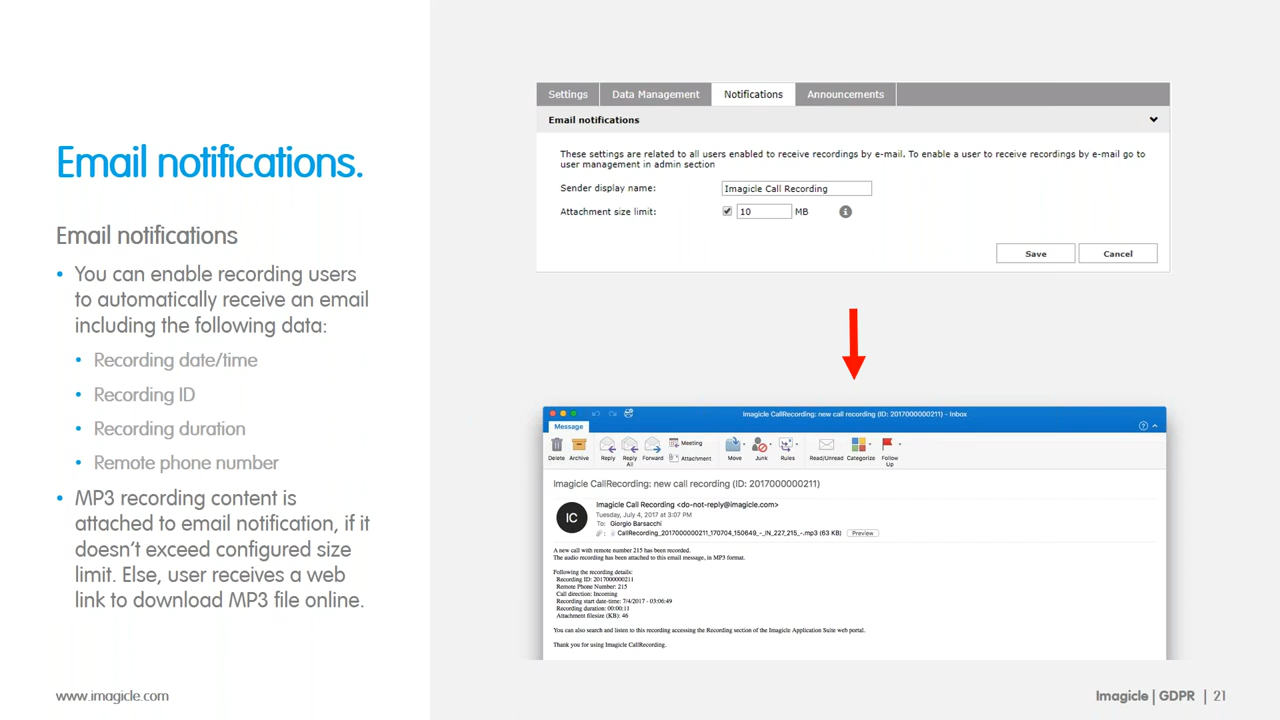 Email notifications.
Email notifications
• You can enable recording users
to automatically receive an email
including the following data:
• Recording date/time
• Recording ID
• Recording duration
• Remote phone number
• MP3 recording content is
attached to email notification, if it
doesn't exceed configured size
limit. Else, user receives a web
link to download MP3 file online.
www.imagicle.com
Settings Data Management Notifications Announcements
Email notifications
These settings are related to all users enabled to receive recordings by e-mail. To enable a user to receive recordings by e-mail go to
user management in admin section
Sender display name: Imagicle Call Recording
Attachment size limit: 10 MB
Save Cancel
Imagicle CallRecording: new call recording (ID: 2017000000211) - Inbox
Message
Delete Archive Reply Reply All Forward Meeting Attachment Move Junk Rules Read/Unread Categorize Follow Up
Imagicle CallRecording: new call recording (ID: 2017000000211)
IC
Imagicle Call Recording <do-not-reply@imagicle.com>
Tuesday, July 4, 2017 at 3:07 PM
To: Giorgio Barsacchi
CallRecording_2017000000211_170704_150649_-_IN_227_215_-.mp3 (63 KB) Preview
A new call with remote number 215 has been recorded.
The audio recording has been attached to this email message, in MP3 format.
Following the recording details:
Recording ID: 2017000000211
Remote Phone Number: 215
Call direction: Incoming
Recording start date-time: 7/4/2017 - 03:06:49
Recording duration: 00:00:11
Attachment filesize (KB): 46
You can also search and listen to this recording accessing the Recording section of the Imagicle Application Suite web portal.
Thank you for using Imagicle CallRecording.
Imagicle | GDPR | 21